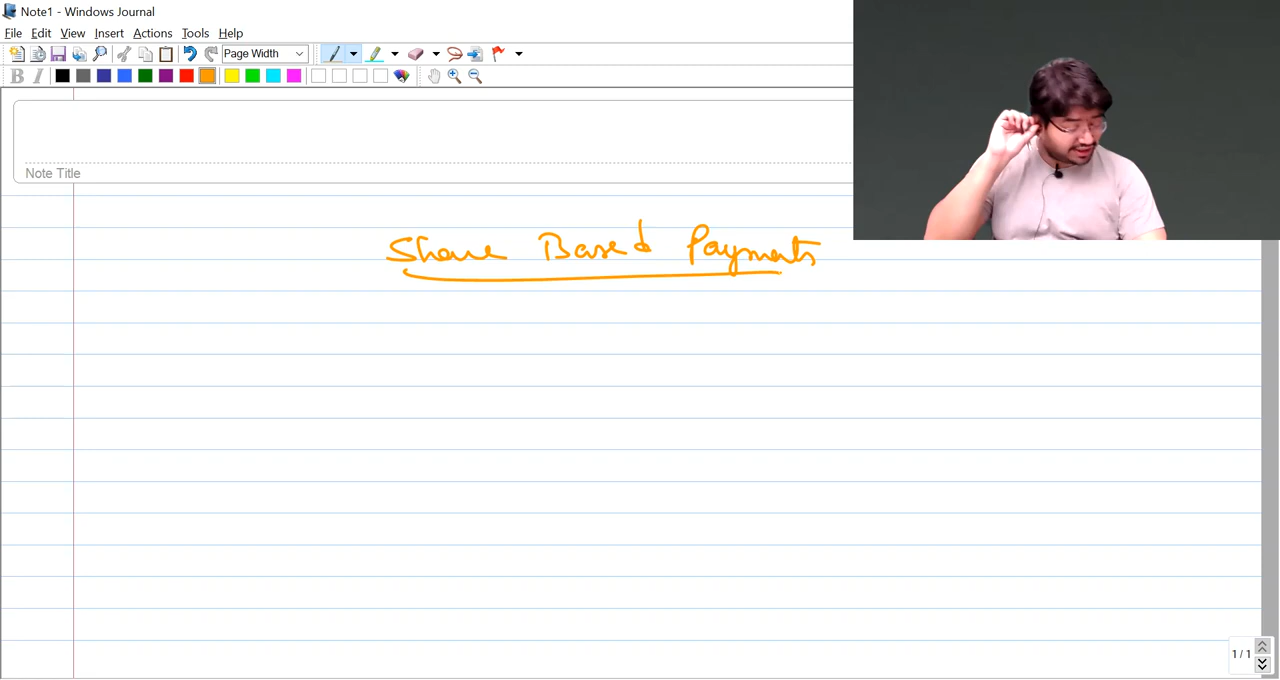 Note1 - Windows Journal
File Edit View Insert Actions Tools Help
Page Width
B I
Note Title
Share Based Payments
1 / 1